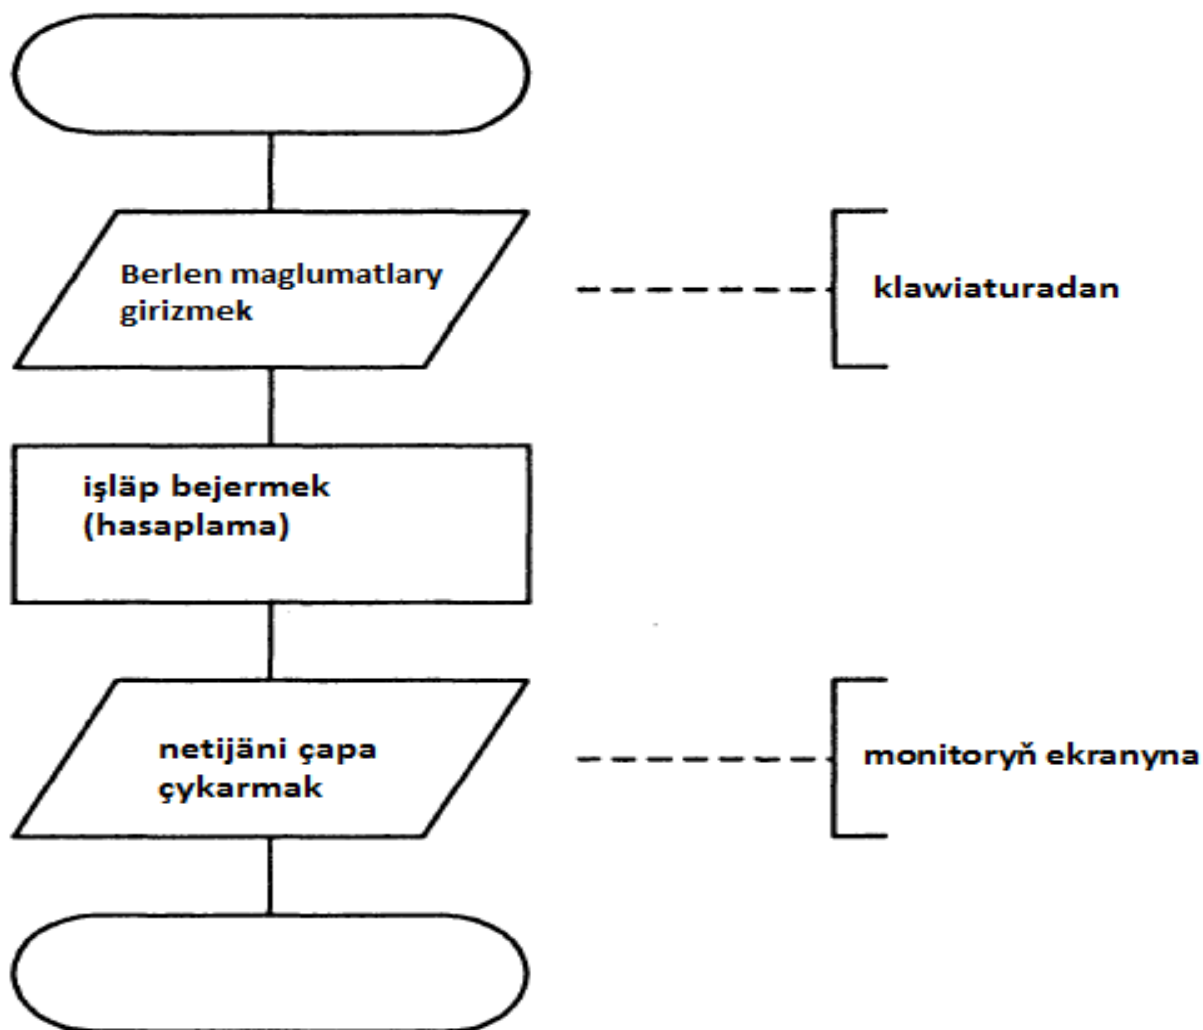 Berlen maglumatlary
girizmek
klawiaturadan
işläp bejermek
(hasaplama)
netijäni çapa
çykarmak
monitoryň ekranyna